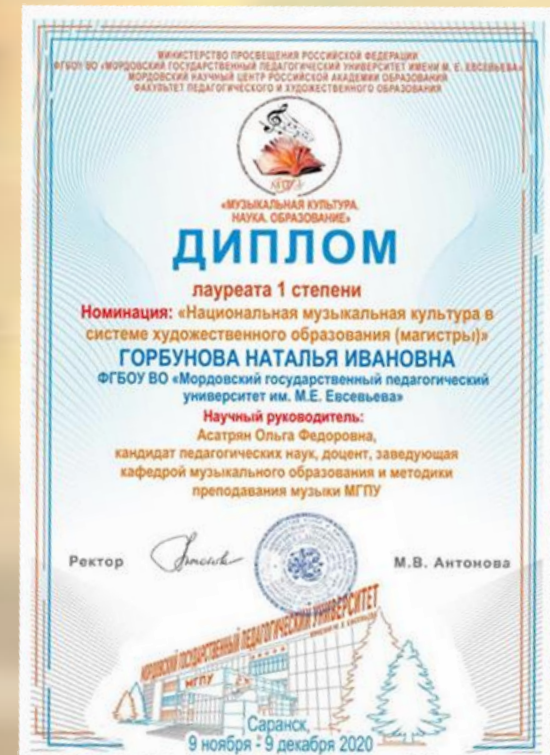 МИНИСТЕРСТВО ПРОСВЕЩЕНИЯ РОССИЙСКОЙ ФЕДЕРАЦИИ
ФГБОУ ВО «МОРДОВСКИЙ ГОСУДАРСТВЕННЫЙ ПЕДАГОГИЧЕСКИЙ УНИВЕРСИТЕТ ИМЕНИ М. Е. ЕВСЕВЬЕВА»
МОРДОВСКИЙ НАУЧНЫЙ ЦЕНТР РОССИЙСКОЙ АКАДЕМИИ ОБРАЗОВАНИЯ
ФАКУЛЬТЕТ ПЕДАГОГИЧЕСКОГО И ХУДОЖЕСТВЕННОГО ОБРАЗОВАНИЯ
МГПУ
«МУЗЫКАЛЬНАЯ КУЛЬТУРА.
НАУКА. ОБРАЗОВАНИЕ»
ДИПЛОМ
лауреата 1 степени
Номинация: «Национальная музыкальная культура в
системе художественного образования (магистры)»
ГОРБУНОВА НАТАЛЬЯ ИВАНОВНА
ФГБОУ ВО «Мордовский государственный педагогический
университет им. М.Е. Евсевьева»
Научный руководитель:
Асатрян Ольга Федоровна,
кандидат педагогических наук, доцент, заведующая
кафедрой музыкального образования и методики
преподавания музыки МГПУ
Ректор М.В. Антонова
МОРДОВСКИЙ ГОСУДАРСТВЕННЫЙ ПЕДАГОГИЧЕСКИЙ УНИВЕРСИТЕТ
МГПУ
Саранск,
9 ноября - 9 декабря 2020